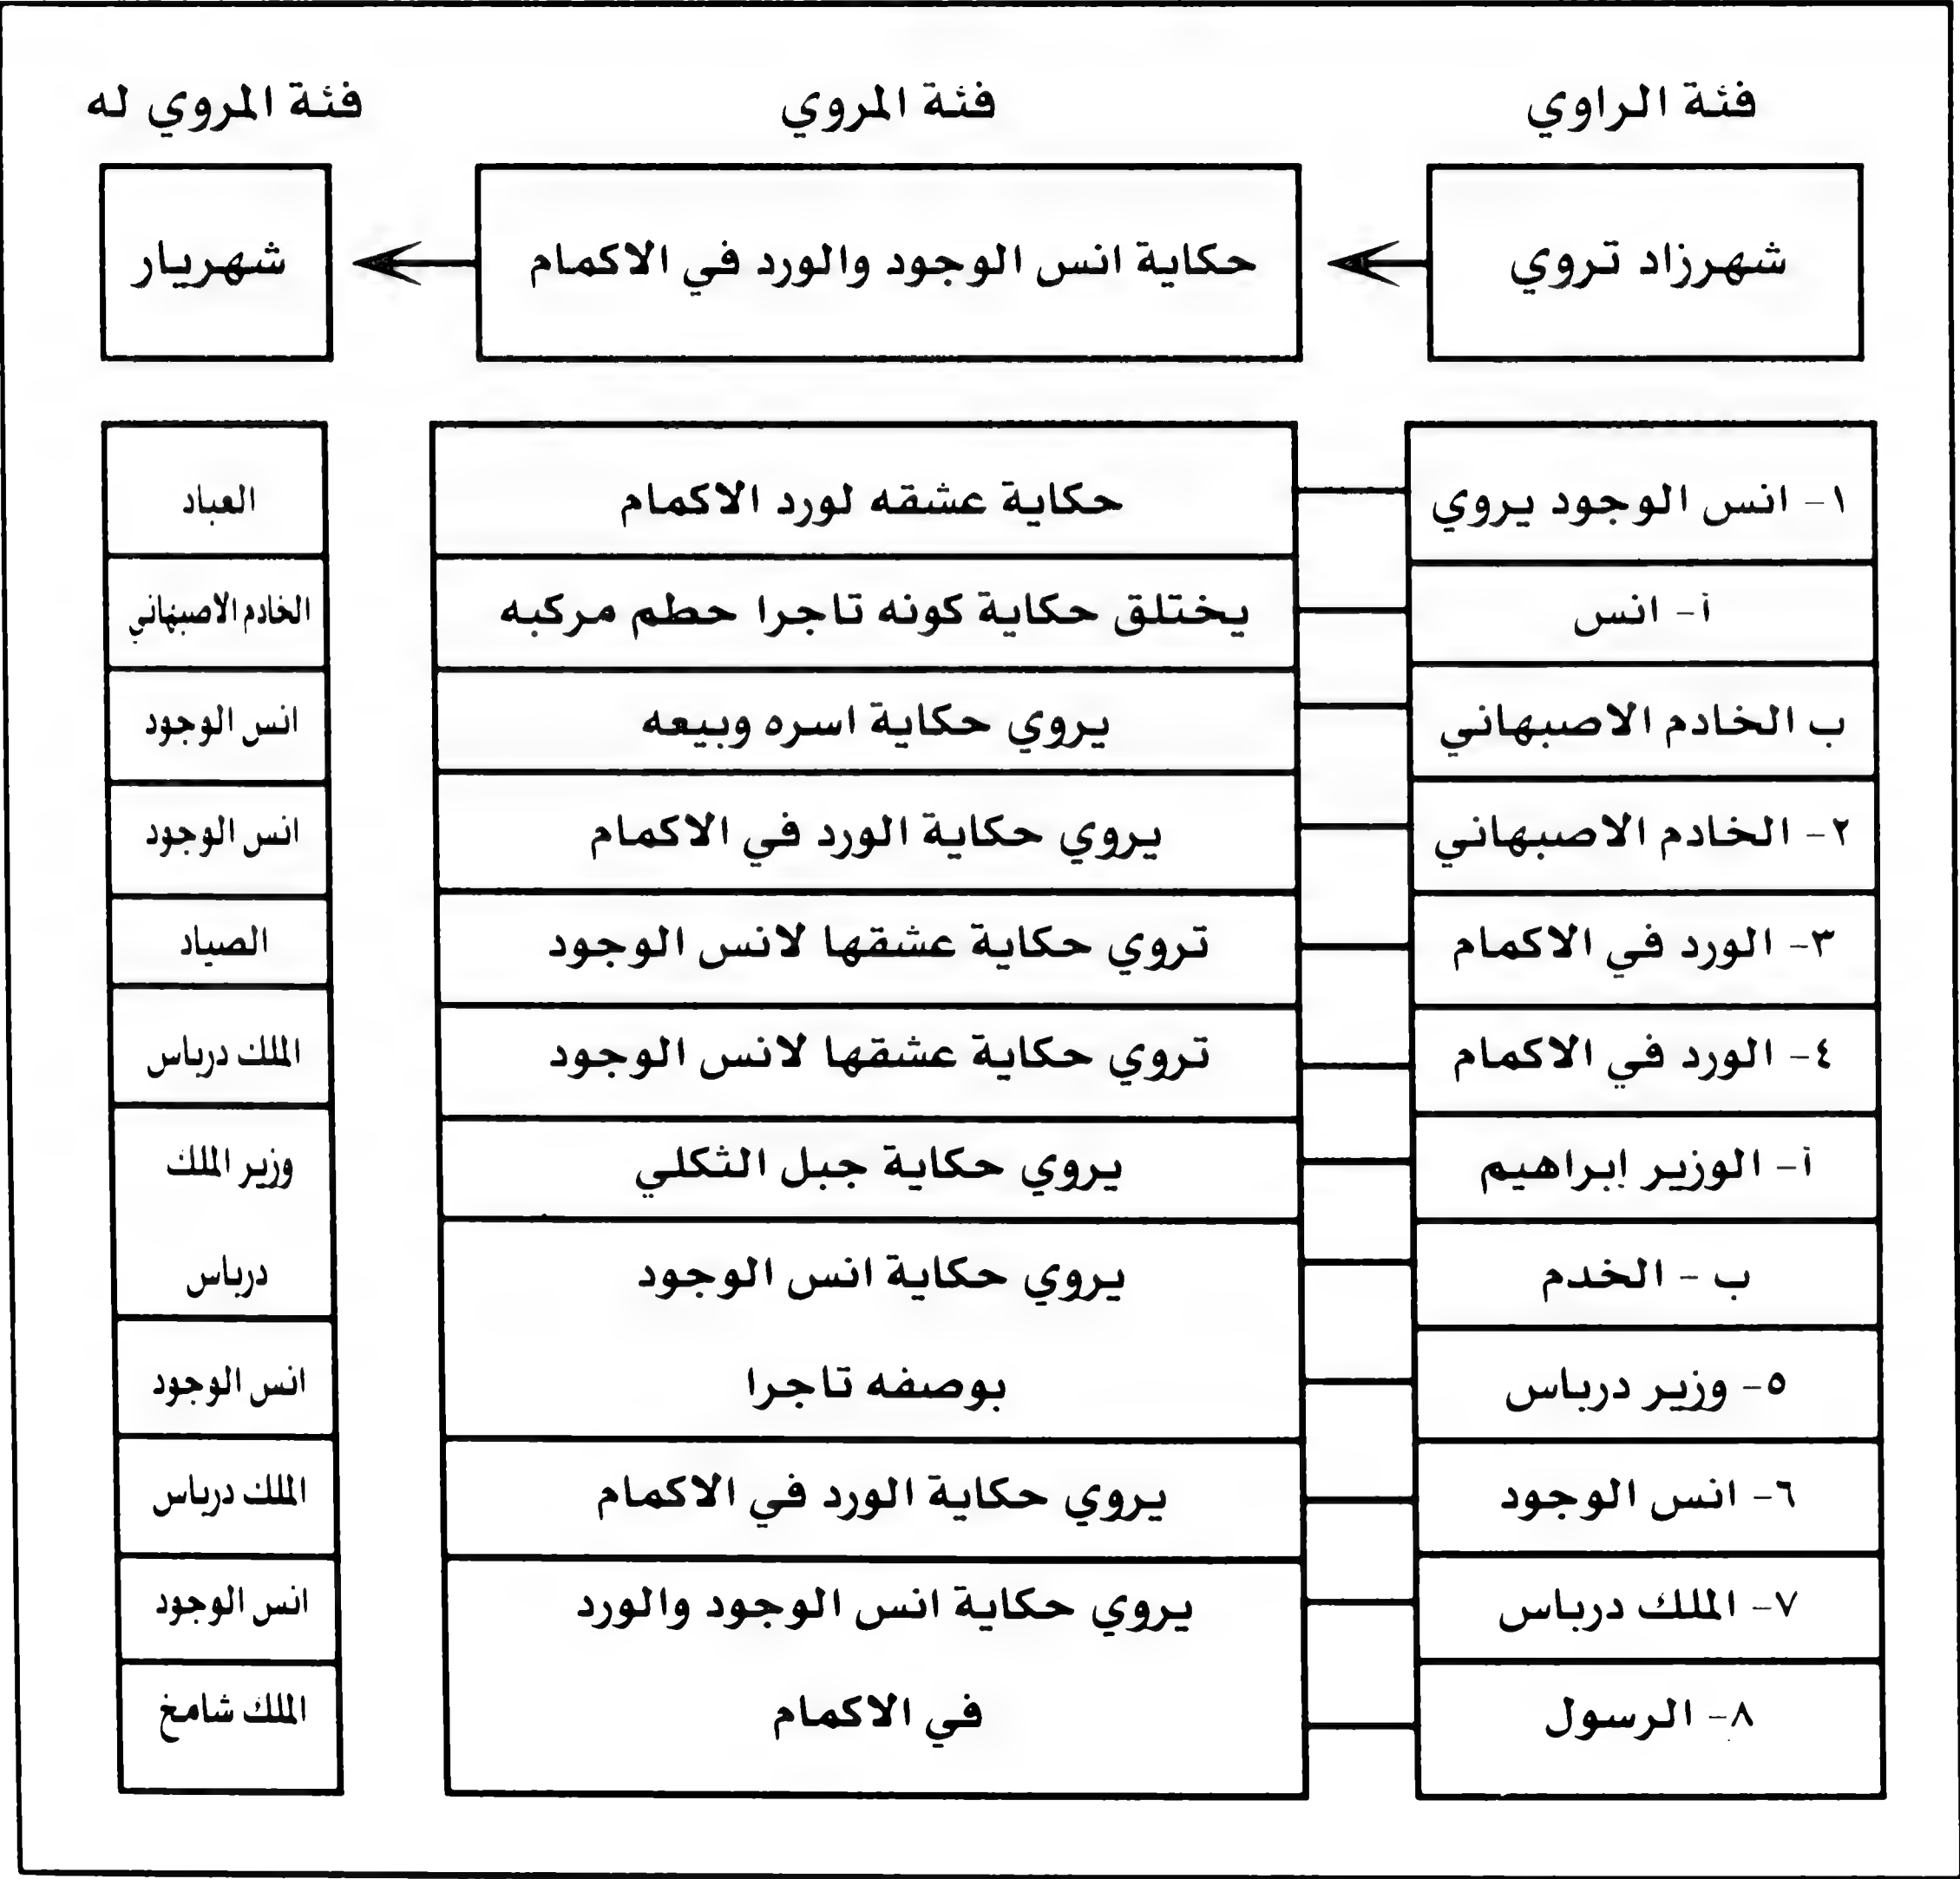 فئة الراوي	فئة المروي	فئة المروي له
شهرزاد تروي	حكاية انس الوجود والورد في الاكمام	شهريار
١- انس الوجود يروي	حكاية عشقه لورد الاكمام	العباد
أ- انس	يختلق حكاية كونه تاجرا حطم مركبه	الخادم الاصبهاني
ب الخادم الاصبهاني	يروي حكاية اسره وبيعه	انس الوجود
٢- الخادم الاصبهاني	يروي حكاية الورد في الاكمام	انس الوجود
٣- الورد في الاكمام	تروي حكاية عشقها لانس الوجود	الصياد
٤- الورد في الاكمام	تروي حكاية عشقها لانس الوجود	الملك درباس
أ- الوزير إبراهيم	يروي حكاية جبل الثكلي	وزير الملك
ب - الخدم	يروي حكاية انس الوجود	درباس
٥- وزير درباس	بوصفه تاجرا	انس الوجود
٦- انس الوجود	يروي حكاية الورد في الاكمام	الملك درباس
٧- الملك درباس	يروي حكاية انس الوجود والورد	انس الوجود
٨- الرسول	في الاكمام	الملك شامخ